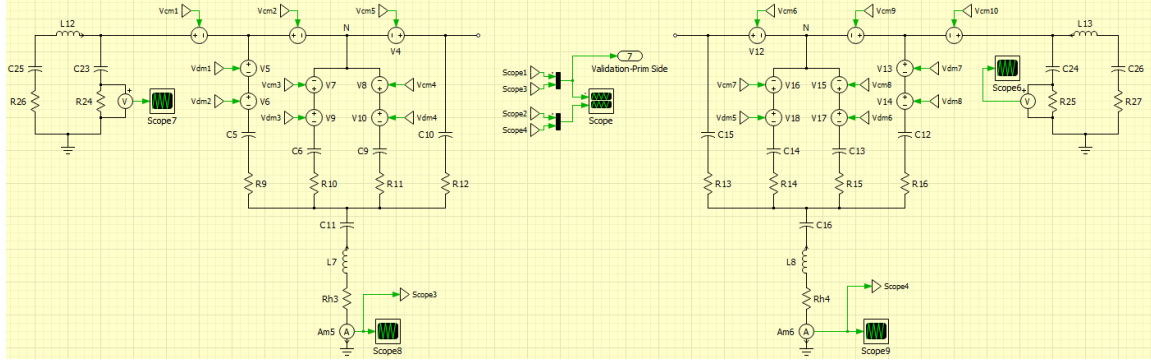 Vcm1
Vcm2
Vcm5
Vcm6
Vcm9
Vcm10
L12
N
V4
V12
N
L13
C25
C23
Vdm1
V5
Vcm3
V7
V8
Vcm4
Scope1
Scope3
7
Validation-Prim Side
Vcm7
V16
V15
Vcm8
V13
Vdm7
Scope6
C24
C26
R26
R24
V
Scope7
Vdm2
V6
Vdm3
V9
V10
Vdm4
Scope2
Scope4
Scope
Vdm5
V18
V17
Vdm6
V14
Vdm8
V
R25
R27
C5
C6
C9
C10
C15
C14
C13
C12
R9
R10
R11
R12
R13
R14
R15
R16
C11
C16
L7
L8
Rh3
Scope3
Rh4
Scope4
Am5
A
Scope8
Am6
A
Scope9